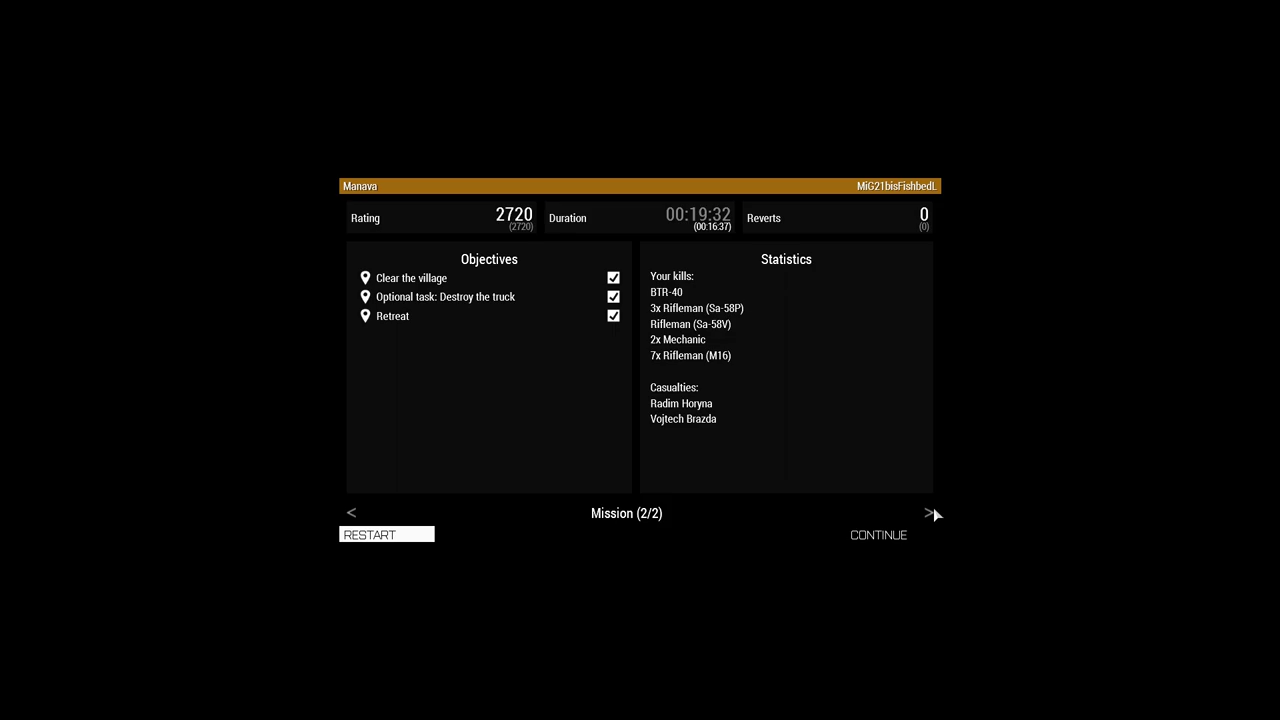 Manava MiG21bisFishbedL
Rating 2720 Duration 00:19:32 Reverts 0
(2720) (00:16:37) (0)
Objectives
Clear the village
Optional task: Destroy the truck
Retreat
Statistics
Your kills:
BTR-40
3x Rifleman (Sa-58P)
Rifleman (Sa-58V)
2x Mechanic
7x Rifleman (M16)
Casualties:
Radim Horyna
Vojtech Brazda
< Mission (2/2) >
RESTART CONTINUE